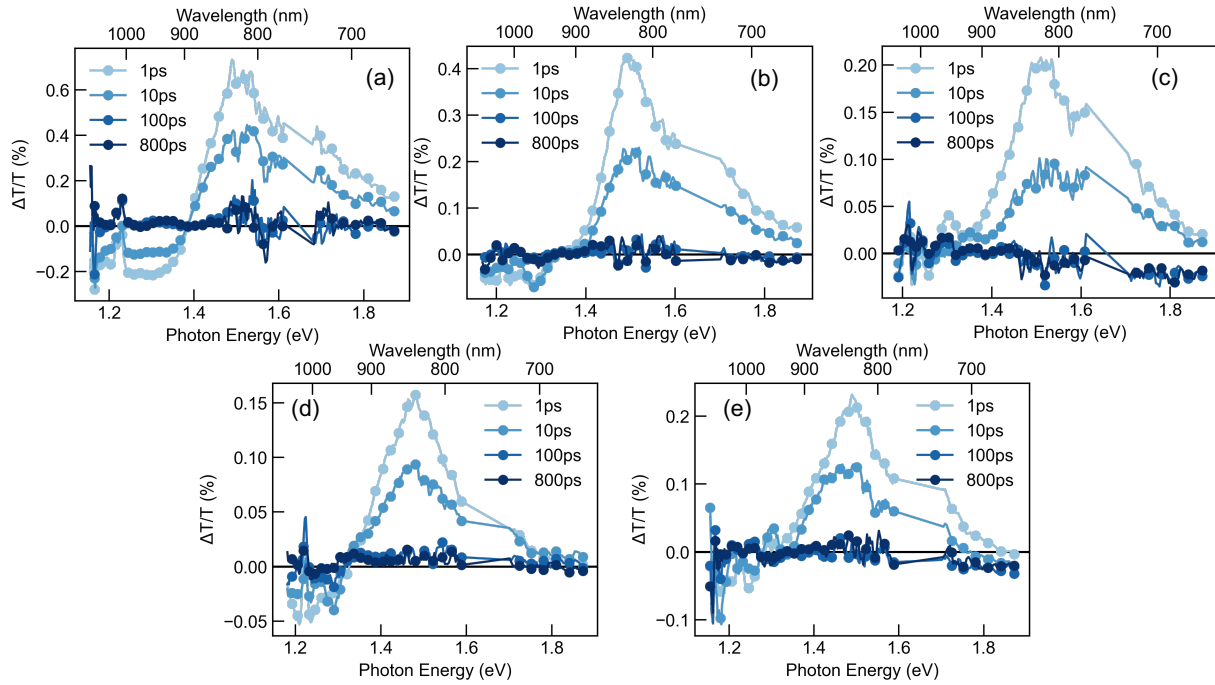 Wavelength (nm)
1000 900 800 700
(a)
1ps
10ps
100ps
800ps
0.6
0.4
0.2
0.0
−0.2
ΔT/T (%)
1.2 1.4 1.6 1.8
Photon Energy (eV)
Wavelength (nm)
1000 900 800 700
(b)
1ps
10ps
100ps
800ps
0.4
0.3
0.2
0.1
0.0
ΔT/T (%)
1.2 1.4 1.6 1.8
Photon Energy (eV)
Wavelength (nm)
1000 900 800 700
(c)
1ps
10ps
100ps
800ps
0.20
0.15
0.10
0.05
0.00
ΔT/T (%)
1.2 1.4 1.6 1.8
Photon Energy (eV)
Wavelength (nm)
1000 900 800 700
(d)
1ps
10ps
100ps
800ps
0.15
0.10
0.05
0.00
−0.05
ΔT/T (%)
1.2 1.4 1.6 1.8
Photon Energy (eV)
Wavelength (nm)
1000 900 800 700
(e)
1ps
10ps
100ps
800ps
0.2
0.1
0.0
−0.1
ΔT/T (%)
1.2 1.4 1.6 1.8
Photon Energy (eV)